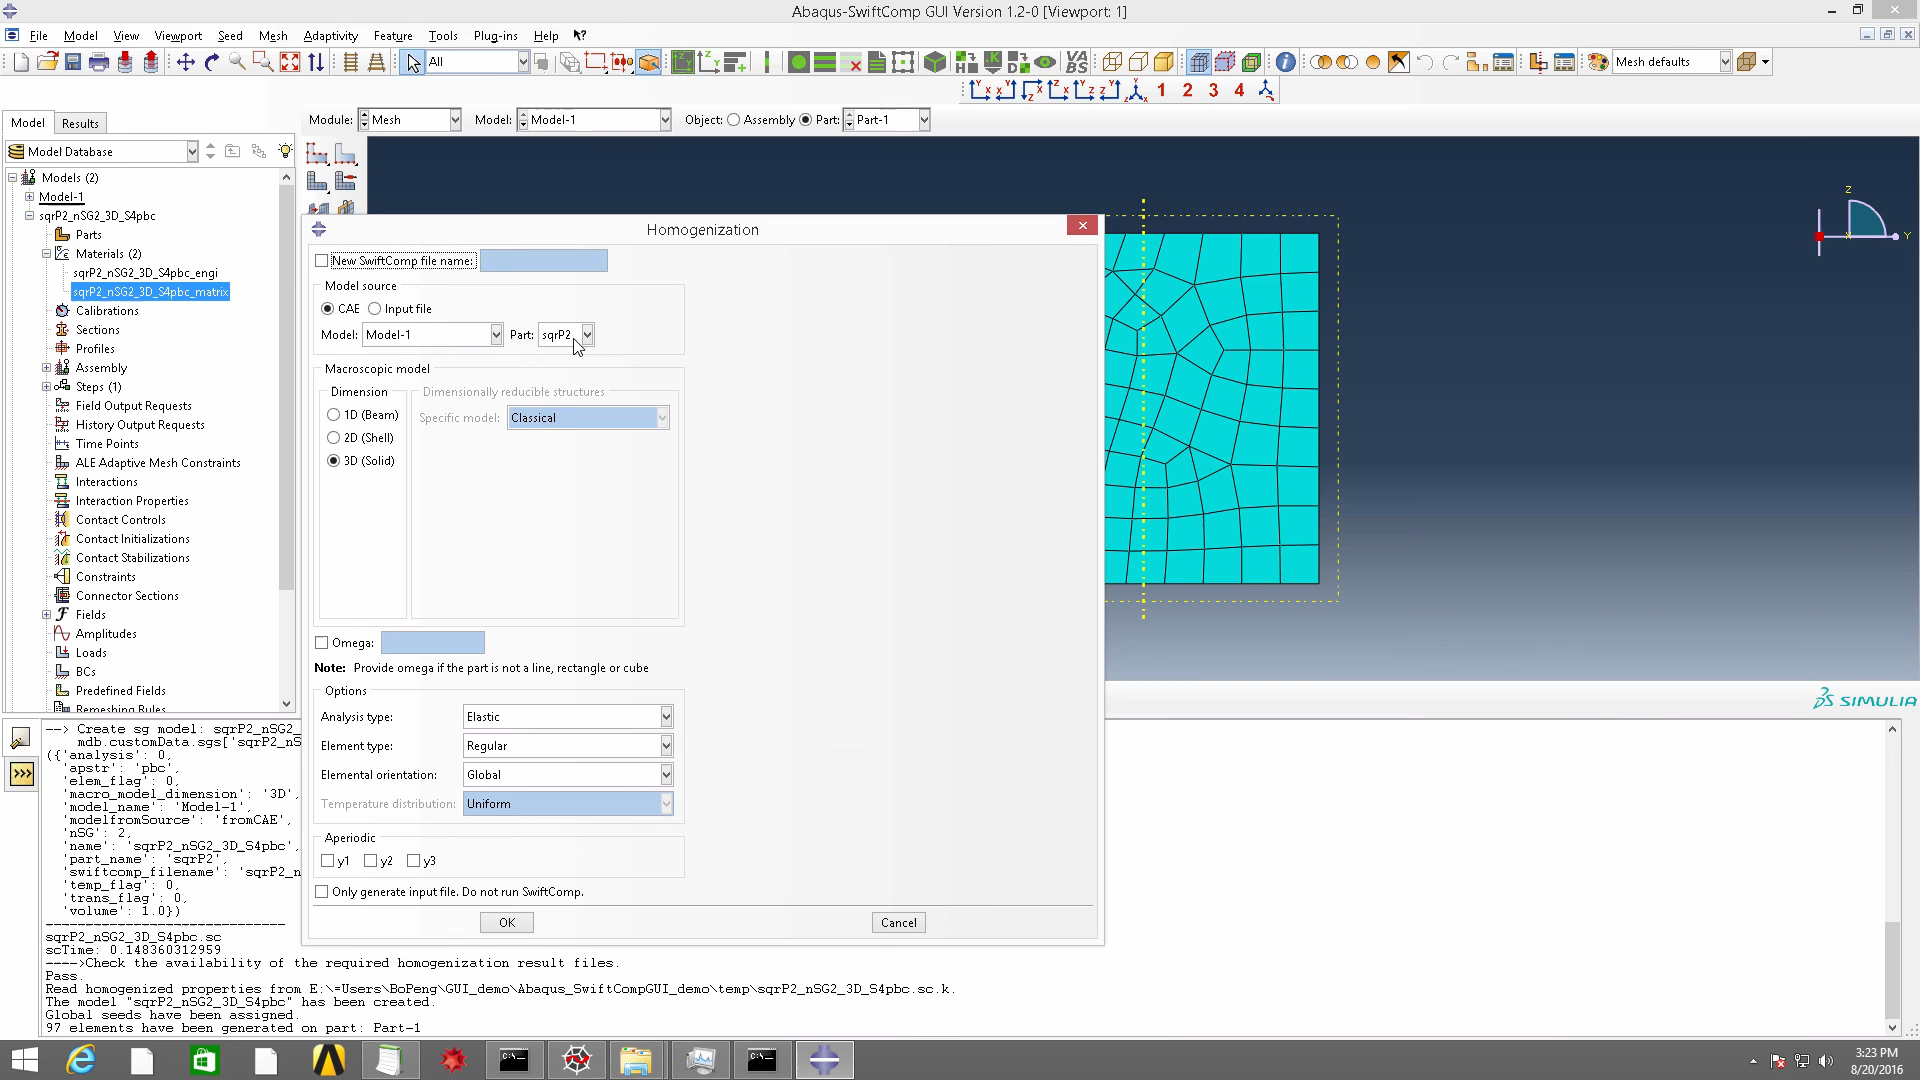 Abaqus-SwiftComp GUI Version 1.2-0 [Viewport: 1]
File Model View Viewport Seed Mesh Adaptivity Feature Tools Plug-ins Help
All
VABS
Mesh defaults
1 2 3 4
Model Results
Module: Mesh Model: Model-1 Object: Assembly Part: Part-1
Model Database
Models (2)
Model-1
sqrP2_nSG2_3D_S4pbc
Parts
Materials (2)
sqrP2_nSG2_3D_S4pbc_engi
sqrP2_nSG2_3D_S4pbc_matrix
Calibrations
Sections
Profiles
Assembly
Steps (1)
Field Output Requests
History Output Requests
Time Points
ALE Adaptive Mesh Constraints
Interactions
Interaction Properties
Contact Controls
Contact Initializations
Contact Stabilizations
Constraints
Connector Sections
Fields
Amplitudes
Loads
BCs
Predefined Fields
Remeshing Rules
Homogenization
New SwiftComp file name:
Model source
CAE Input file
Model: Model-1 Part: sqrP2
Macroscopic model
Dimension
1D (Beam)
2D (Shell)
3D (Solid)
Dimensionally reducible structures
Specific model: Classical
Omega:
Note: Provide omega if the part is not a line, rectangle or cube
Options
Analysis type: Elastic
Element type: Regular
Elemental orientation: Global
Temperature distribution: Uniform
Aperiodic
y1 y2 y3
Only generate input file. Do not run SwiftComp.
OK Cancel
Z
Y
X
SIMULIA
--> Create sg model: sqrP2_nSG2_
mdb.customData.sgs['sqrP2_nS
({'analysis': 0,
'apstr': 'pbc',
'elem_flag': 0,
'macro_model_dimension': '3D',
'model_name': 'Model-1',
'modelfromSource': 'fromCAE',
'nSG': 2,
'name': 'sqrP2_nSG2_3D_S4pbc',
'part_name': 'sqrP2',
'swiftcomp_filename': 'sqrP2_n
'temp_flag': 0,
'trans_flag': 0,
'volume': 1.0})
------------------------------
sqrP2_nSG2_3D_S4pbc.sc
scTime: 0.148360312959
---->Check the availability of the required homogenization result files.
Pass.
Read homogenized properties from E:\=Users\BoPeng\GUI_demo\Abaqus_SwiftCompGUI_demo\temp\sqrP2_nSG2_3D_S4pbc.sc.k.
The model "sqrP2_nSG2_3D_S4pbc" has been created.
Global seeds have been assigned.
97 elements have been generated on part: Part-1
3:23 PM
8/20/2016